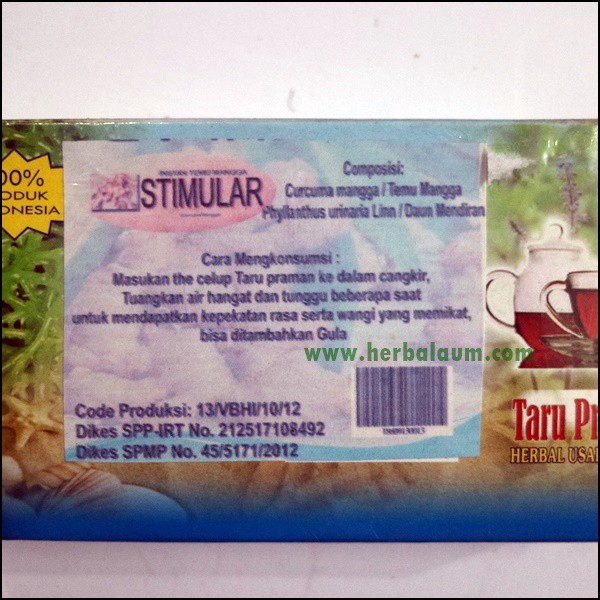 00%
ODUK
ONESIA
TEMU MANGGA
STIMULAR
Composisi:
Curcuma mangga / Temu Mangga
Phyllanthus urinaria Linn / Daun Mendiran
Cara Mengkonsumsi :
Masukan the celup Taru praman ke dalam cangkir,
Tuangkan air hangat dan tunggu beberapa saat
untuk mendapatkan kepekatan rasa serta wangi yang memikat,
bisa ditambahkan Gula
www.herbalaum.com
Code Produksi: 13/VBHI/10/12
Dikes SPP-IRT No. 212517108492
Dikes SPMP No. 45/5171/2012
Taru Pr
HERBAL USA